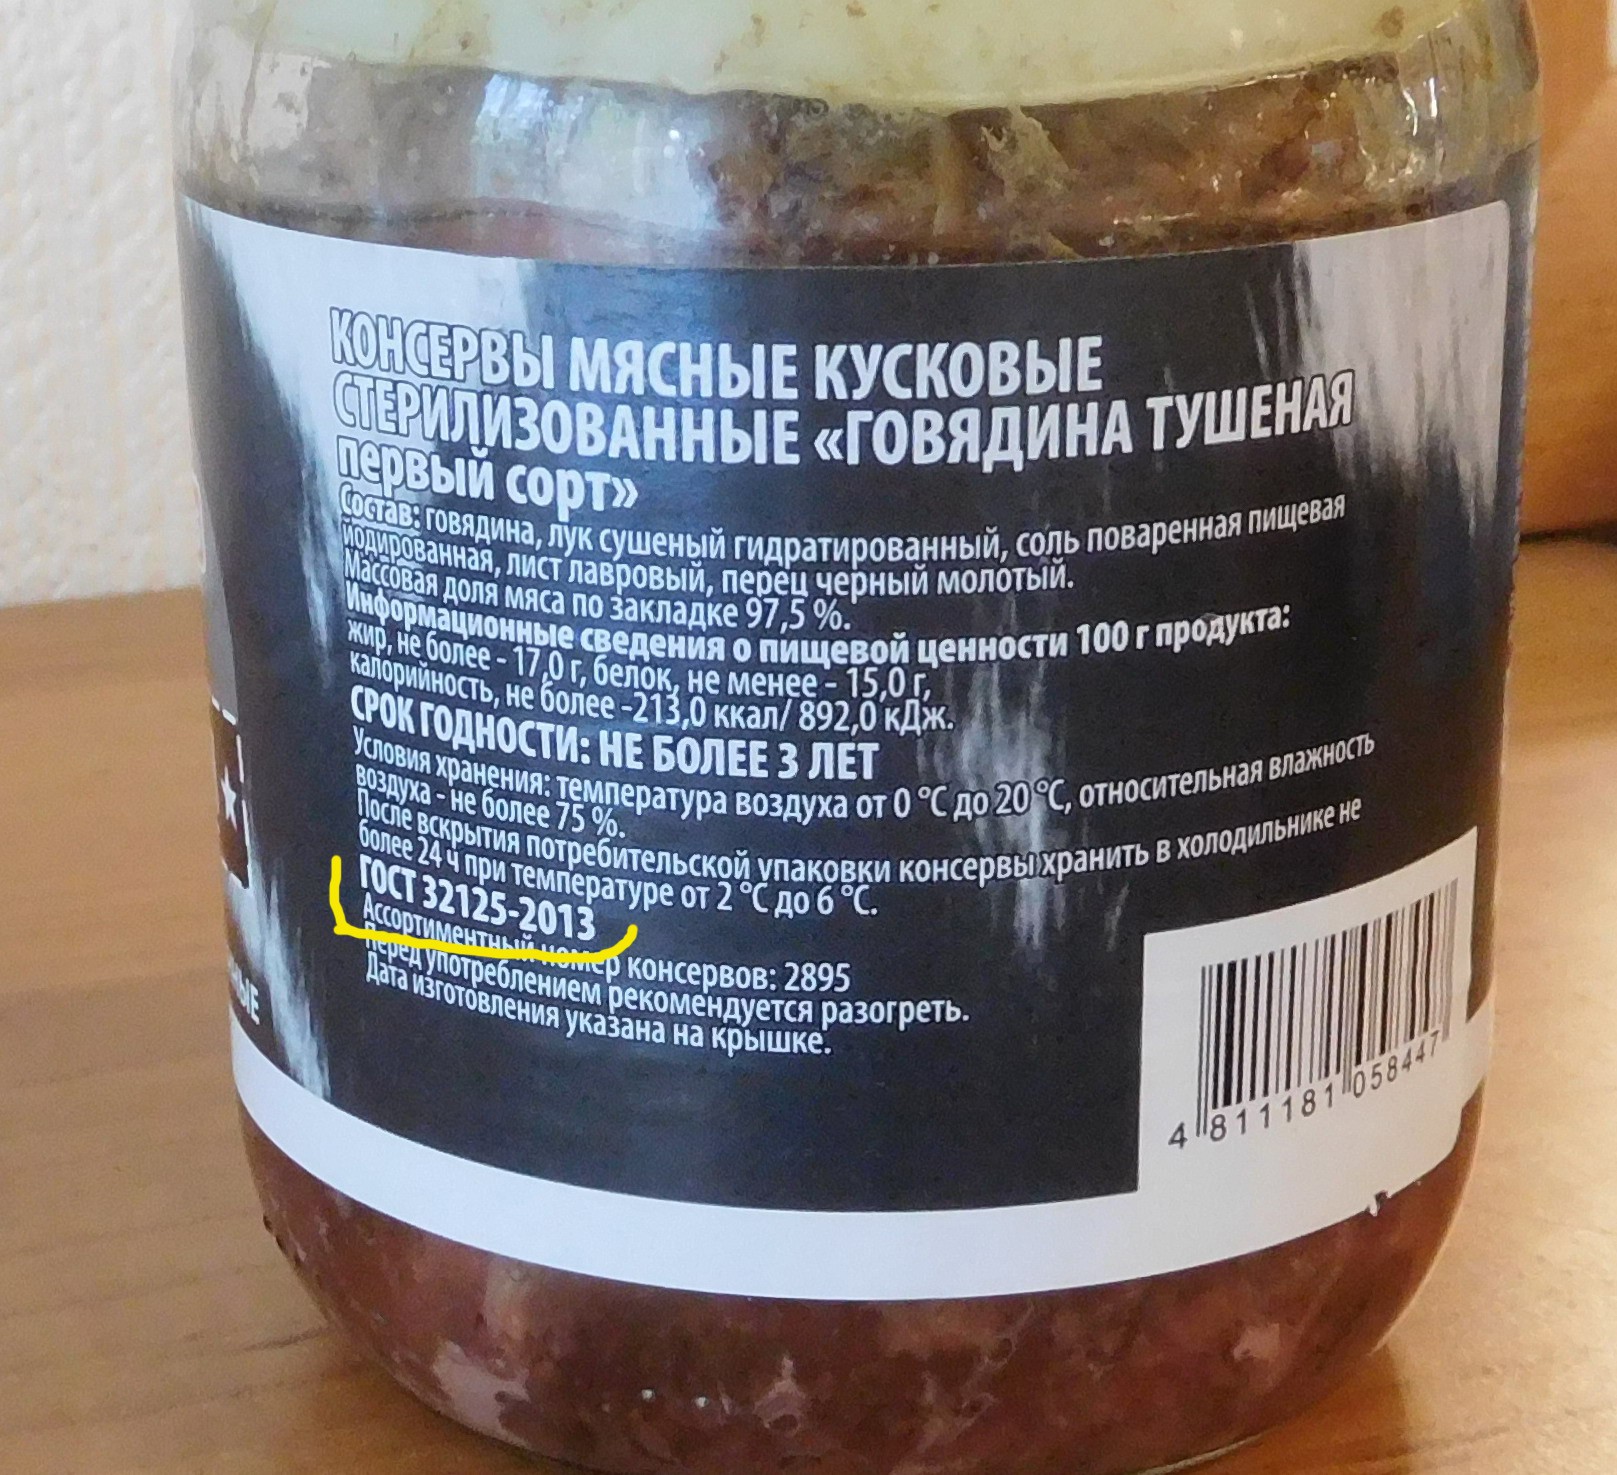 КОНСЕРВЫ МЯСНЫЕ КУСКОВЫЕ
СТЕРИЛИЗОВАННЫЕ «ГОВЯДИНА ТУШЕНАЯ
первый сорт»
Состав: говядина, лук сушеный гидратированный, соль поваренная пищевая
йодированная, лист лавровый, перец черный молотый.
Массовая доля мяса по закладке 97,5 %.
Информационные сведения о пищевой ценности 100 г продукта:
жир, не более - 17,0 г, белок, не менее - 15,0 г,
калорийность, не более -213,0 ккал/ 892,0 кДж.
СРОК ГОДНОСТИ: НЕ БОЛЕЕ 3 ЛЕТ
Условия хранения: температура воздуха от 0 °С до 20 °С, относительная влажность
воздуха - не более 75 %.
После вскрытия потребительской упаковки консервы хранить в холодильнике не
более 24 ч при температуре от 2 °С до 6 °С.
ГОСТ 32125-2013
Ассортиментный номер консервов: 2895
Перед употреблением рекомендуется разогреть.
Дата изготовления указана на крышке.
4 811181 058447